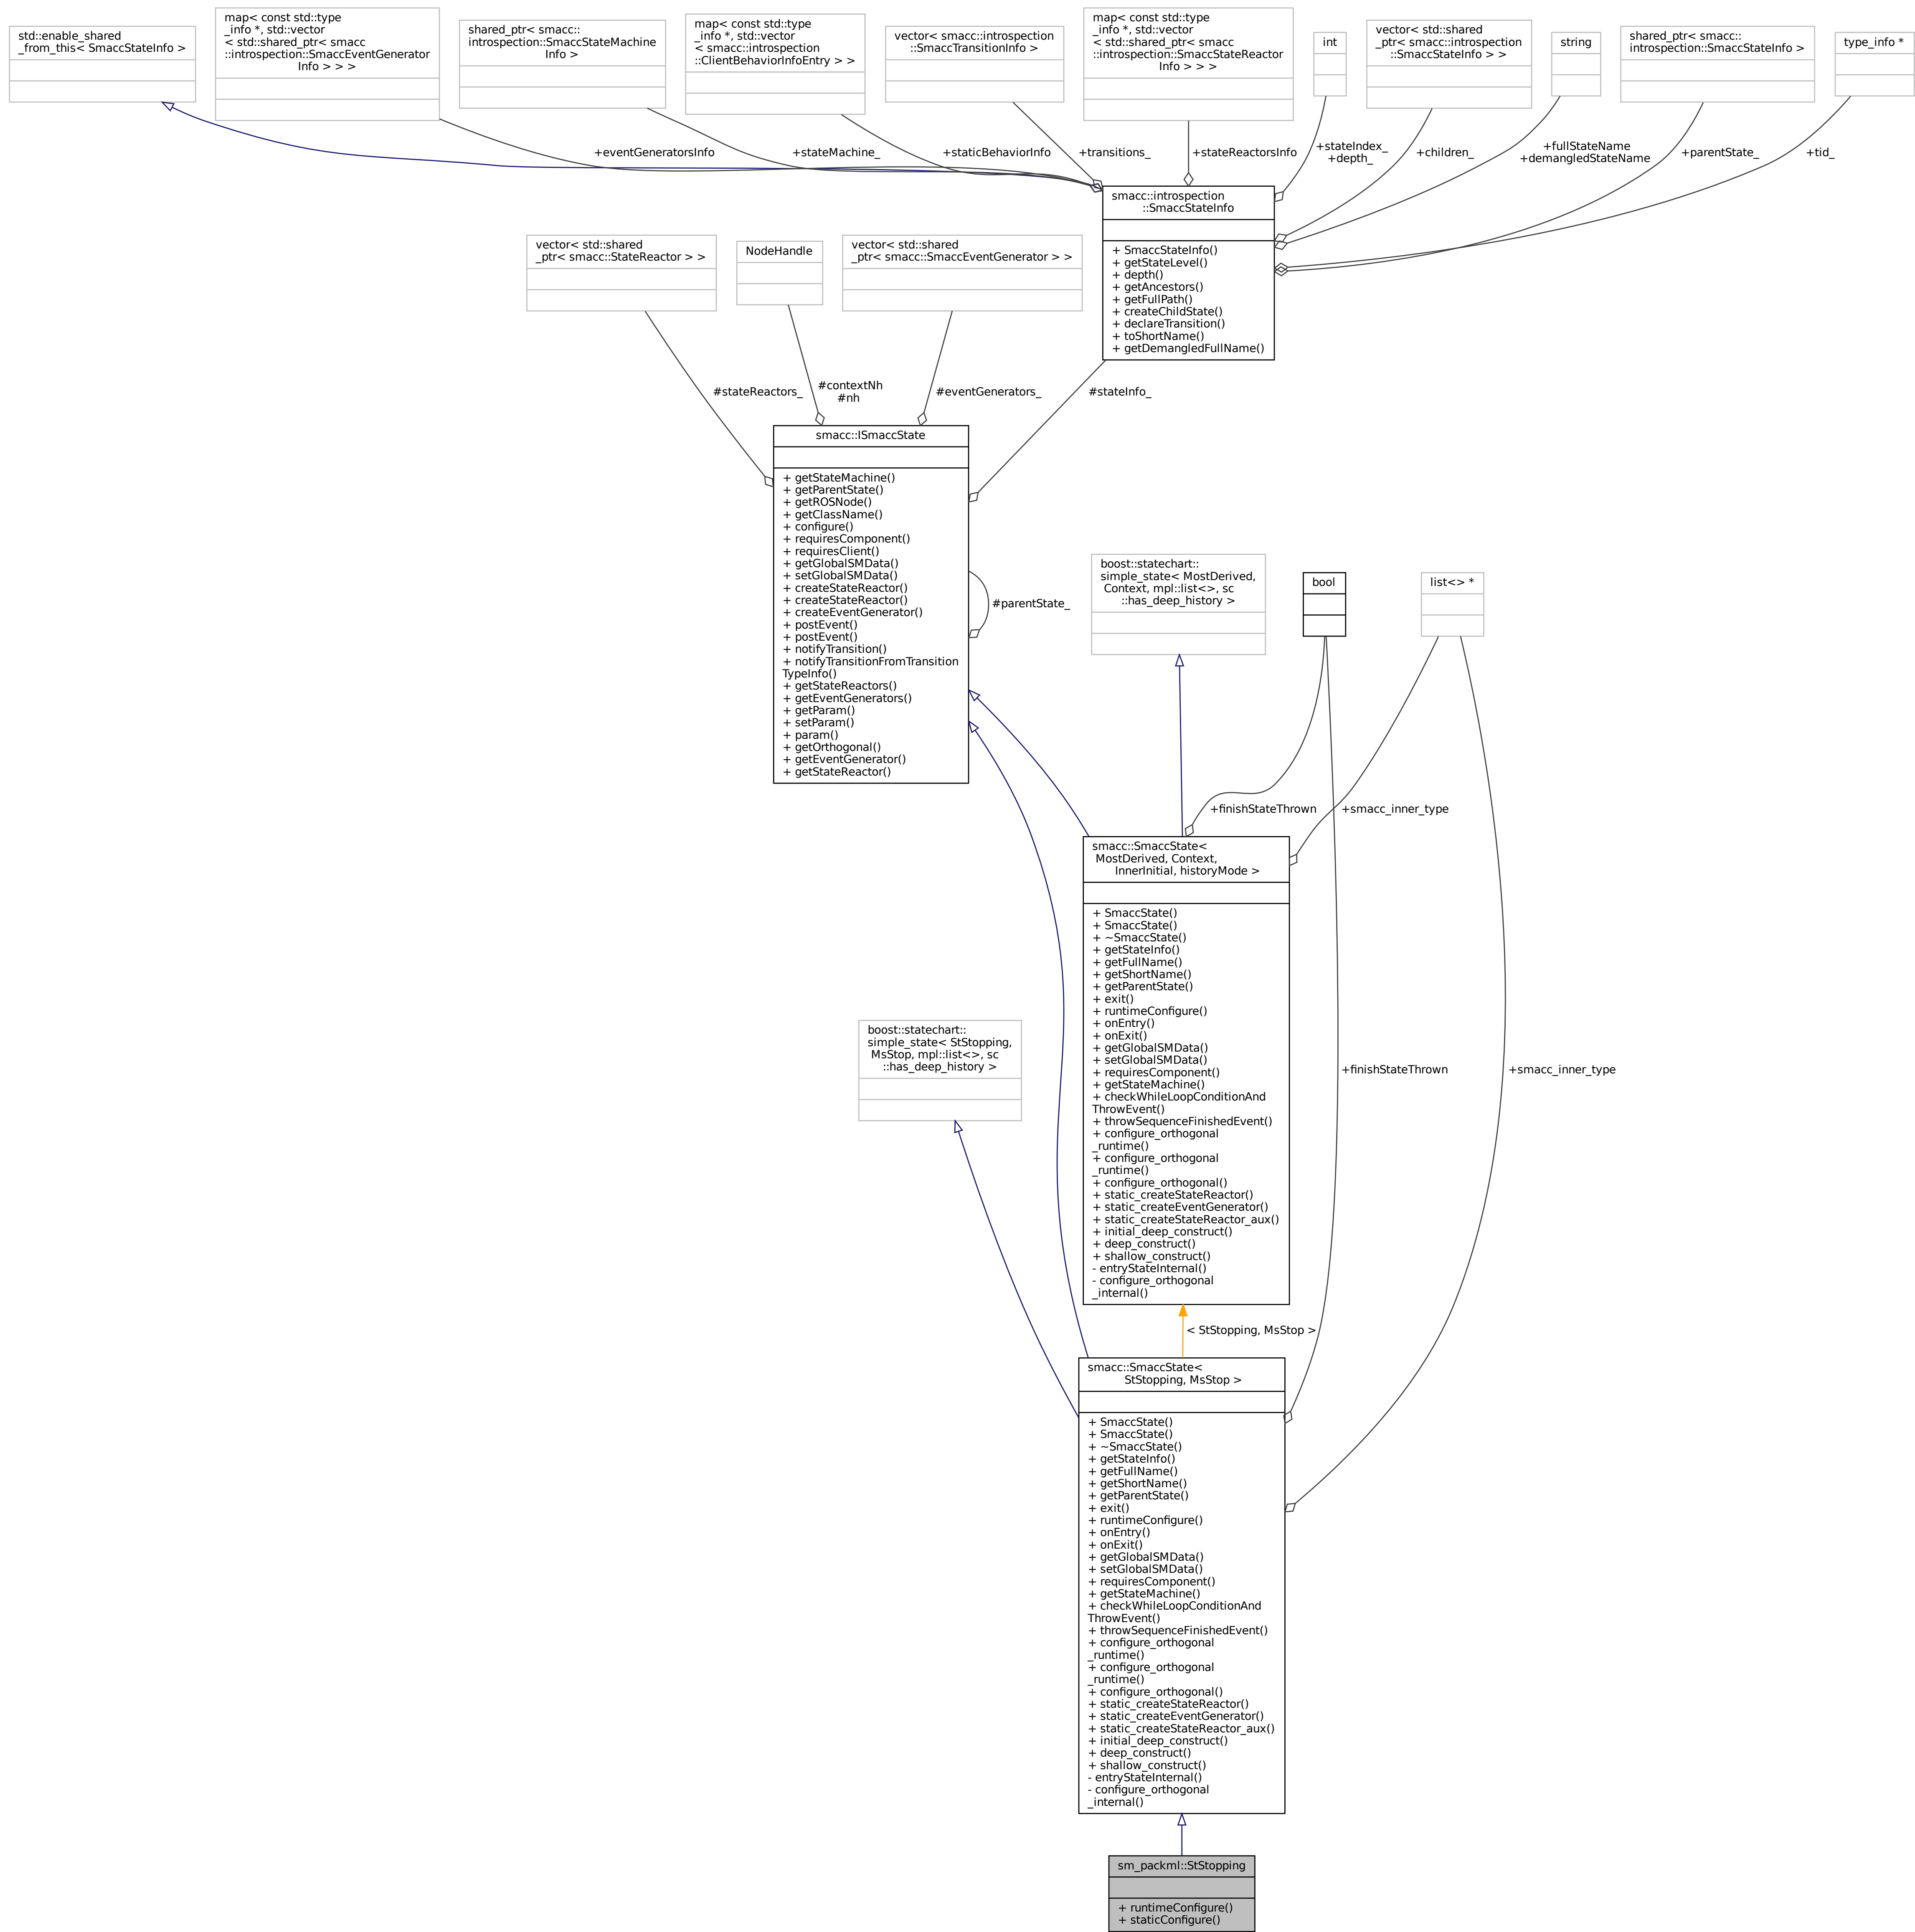 std::enable_shared
_from_this< SmaccStateInfo >
map< const std::type
_info *, std::vector
< std::shared_ptr< smacc
::introspection::SmaccEventGenerator
Info > > >
shared_ptr< smacc::
introspection::SmaccStateMachine
Info >
map< const std::type
_info *, std::vector
< smacc::introspection
::ClientBehaviorInfoEntry > >
vector< smacc::introspection
::SmaccTransitionInfo >
map< const std::type
_info *, std::vector
< std::shared_ptr< smacc
::introspection::SmaccStateReactor
Info > > >
int
vector< std::shared
_ptr< smacc::introspection
::SmaccStateInfo > >
string
shared_ptr< smacc::
introspection::SmaccStateInfo >
type_info *
+eventGeneratorsInfo
+stateMachine_
+staticBehaviorInfo
+transitions_
+stateReactorsInfo
+stateIndex_
+depth_
+children_
+fullStateName
+demangledStateName
+parentState_
+tid_
smacc::introspection
::SmaccStateInfo
+ SmaccStateInfo()
+ getStateLevel()
+ depth()
+ getAncestors()
+ getFullPath()
+ createChildState()
+ declareTransition()
+ toShortName()
+ getDemangledFullName()
vector< std::shared
_ptr< smacc::StateReactor > >
NodeHandle
vector< std::shared
_ptr< smacc::SmaccEventGenerator > >
#stateReactors_
#contextNh
#nh
#eventGenerators_
#stateInfo_
smacc::ISmaccState
+ getStateMachine()
+ getParentState()
+ getROSNode()
+ getClassName()
+ configure()
+ requiresComponent()
+ requiresClient()
+ getGlobalSMData()
+ setGlobalSMData()
+ createStateReactor()
+ createStateReactor()
+ createEventGenerator()
+ postEvent()
+ postEvent()
+ notifyTransition()
+ notifyTransitionFromTransition
TypeInfo()
+ getStateReactors()
+ getEventGenerators()
+ getParam()
+ setParam()
+ param()
+ getOrthogonal()
+ getEventGenerator()
+ getStateReactor()
#parentState_
boost::statechart::
simple_state< MostDerived,
Context, mpl::list<>, sc
::has_deep_history >
bool
list<> *
+finishStateThrown
+smacc_inner_type
smacc::SmaccState<
MostDerived, Context,
InnerInitial, historyMode >
+ SmaccState()
+ SmaccState()
+ ~SmaccState()
+ getStateInfo()
+ getFullName()
+ getShortName()
+ getParentState()
+ exit()
+ runtimeConfigure()
+ onEntry()
+ onExit()
+ getGlobalSMData()
+ setGlobalSMData()
+ requiresComponent()
+ getStateMachine()
+ checkWhileLoopConditionAnd
ThrowEvent()
+ throwSequenceFinishedEvent()
+ configure_orthogonal
_runtime()
+ configure_orthogonal
_runtime()
+ configure_orthogonal()
+ static_createStateReactor()
+ static_createEventGenerator()
+ static_createStateReactor_aux()
+ initial_deep_construct()
+ deep_construct()
+ shallow_construct()
- entryStateInternal()
- configure_orthogonal
_internal()
boost::statechart::
simple_state< StStopping,
MsStop, mpl::list<>, sc
::has_deep_history >
+finishStateThrown
+smacc_inner_type
< StStopping, MsStop >
smacc::SmaccState<
StStopping, MsStop >
+ SmaccState()
+ SmaccState()
+ ~SmaccState()
+ getStateInfo()
+ getFullName()
+ getShortName()
+ getParentState()
+ exit()
+ runtimeConfigure()
+ onEntry()
+ onExit()
+ getGlobalSMData()
+ setGlobalSMData()
+ requiresComponent()
+ getStateMachine()
+ checkWhileLoopConditionAnd
ThrowEvent()
+ throwSequenceFinishedEvent()
+ configure_orthogonal
_runtime()
+ configure_orthogonal
_runtime()
+ configure_orthogonal()
+ static_createStateReactor()
+ static_createEventGenerator()
+ static_createStateReactor_aux()
+ initial_deep_construct()
+ deep_construct()
+ shallow_construct()
- entryStateInternal()
- configure_orthogonal
_internal()
sm_packml::StStopping
+ runtimeConfigure()
+ staticConfigure()